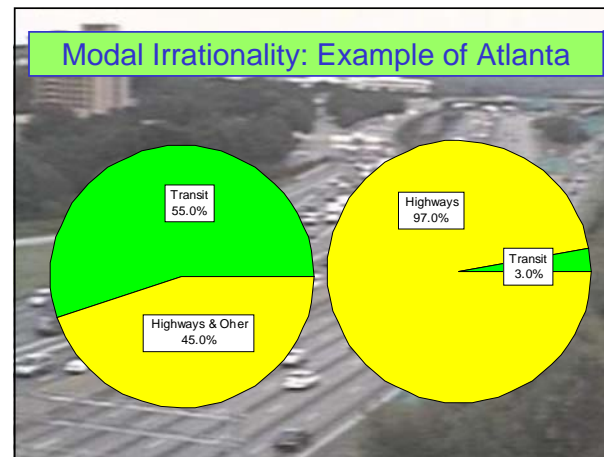 Modal Irrationality: Example of Atlanta
Transit
55.0%
Highways & Oher
45.0%
Highways
97.0%
Transit
3.0%